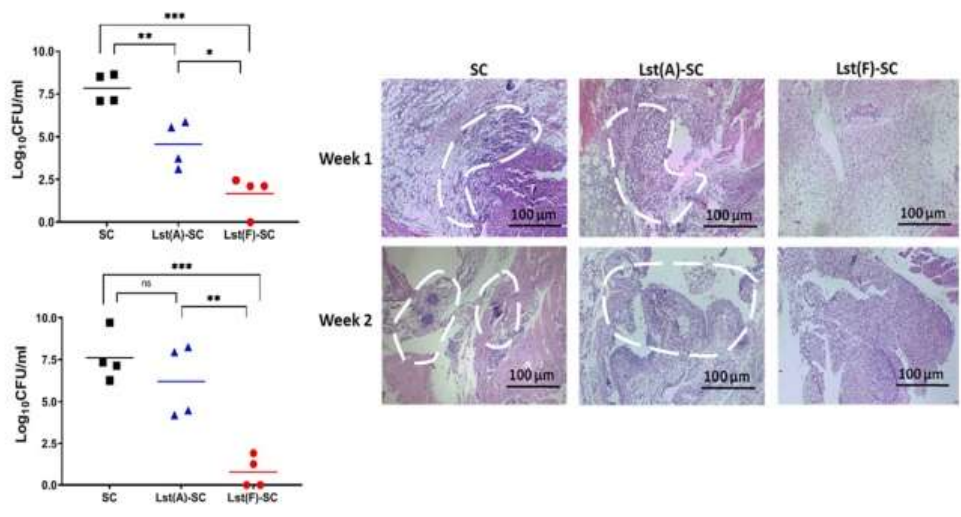 ***
**
*
10.0
7.5
5.0
2.5
0.0
Log₁₀CFU/ml
SC Lst(A)-SC Lst(F)-SC
***
ns
**
10.0
7.5
5.0
2.5
0.0
Log₁₀CFU/ml
SC Lst(A)-SC Lst(F)-SC
SC Lst(A)-SC Lst(F)-SC
Week 1
100 µm 100 µm 100 µm
Week 2
100 µm 100 µm 100 µm